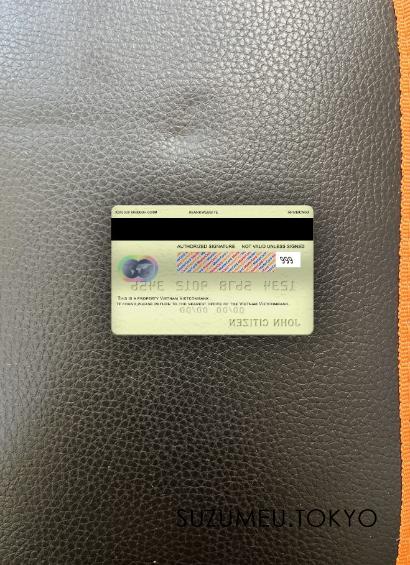 AUTHORIZED SIGNATURE NOT VALID UNLESS SIGNED
999
1234 5678 9012 3456
THIS IS A PROPERTY VIETNAM VIETCOMBANK.
IF FOUND, PLEASE RETURN TO THE NEAREST OFFICE OF THE VIETNAM VIETCOMBANK.
00/00 00/00
JOHN CITIZEN
SUZUMEU.TOKYO